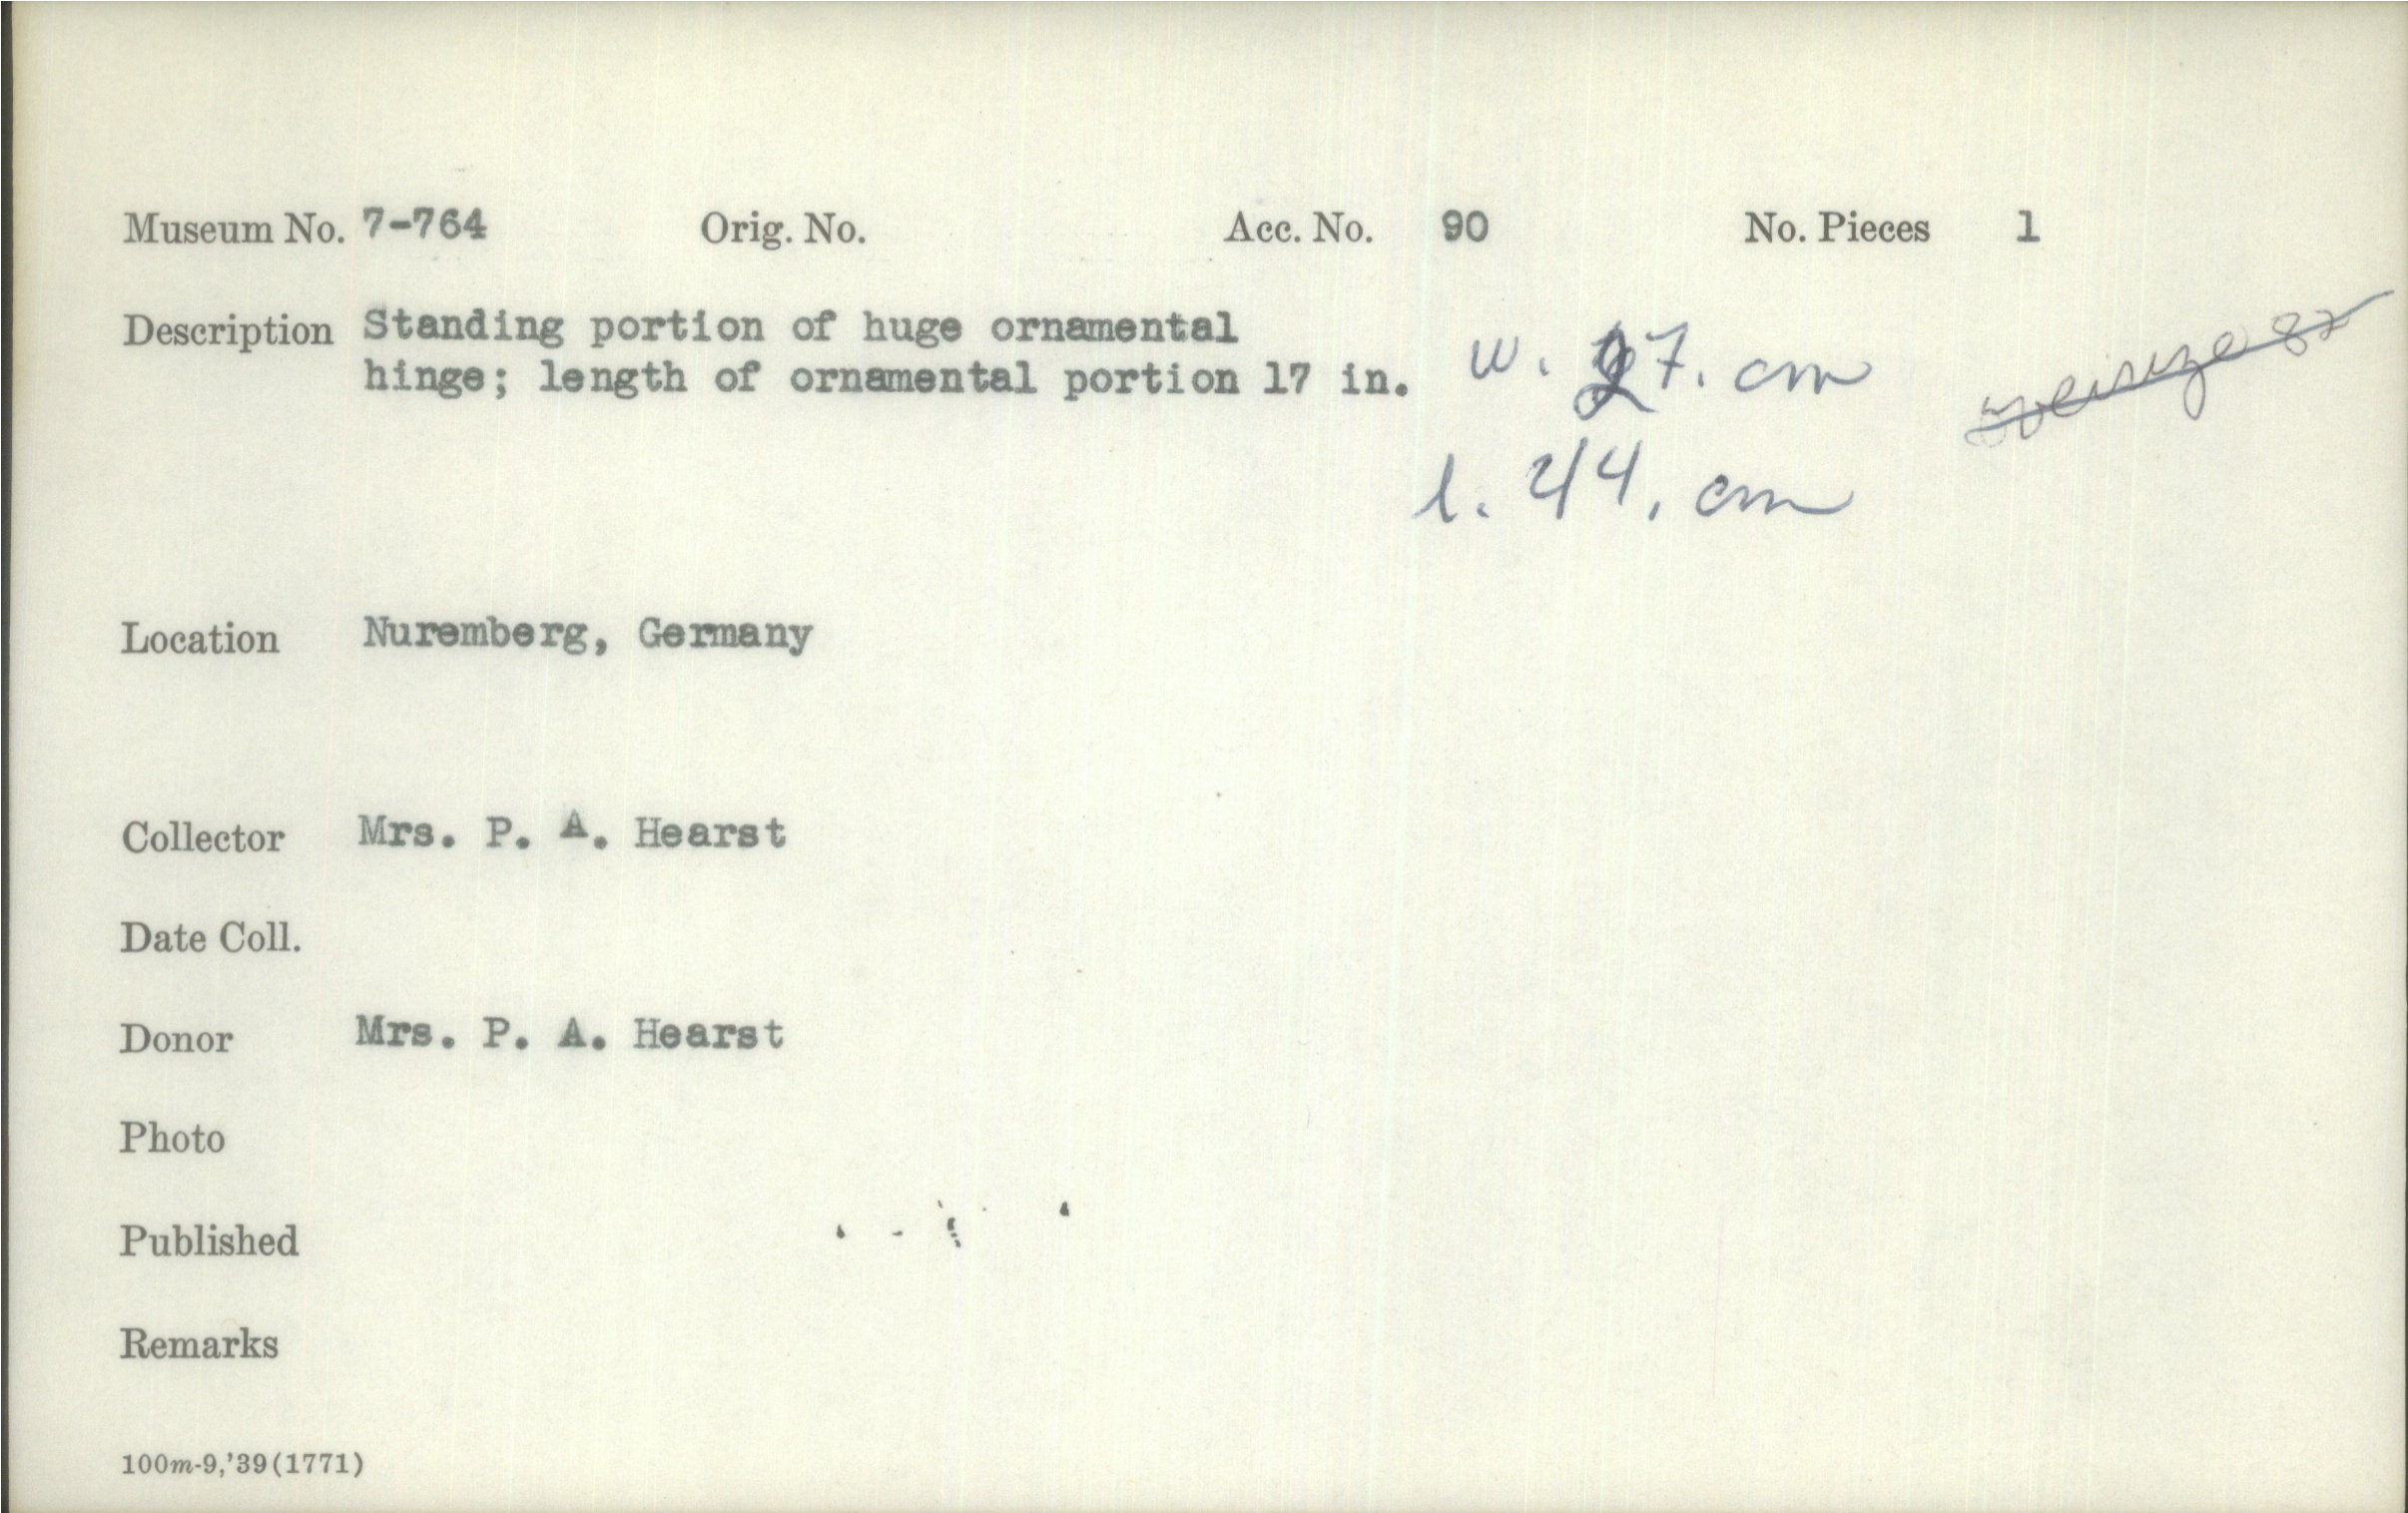 Museum No. 7-764 Orig. No. Acc. No. 90 No. Pieces 1
Description Standing portion of huge ornamental
hinge; length of ornamental portion 17 in.
w. 27. cm
l. 44. cm
Location Nuremberg, Germany
Collector Mrs. P. A. Hearst
Date Coll.
Donor Mrs. P. A. Hearst
Photo
Published
Remarks
100m-9,'39(1771)